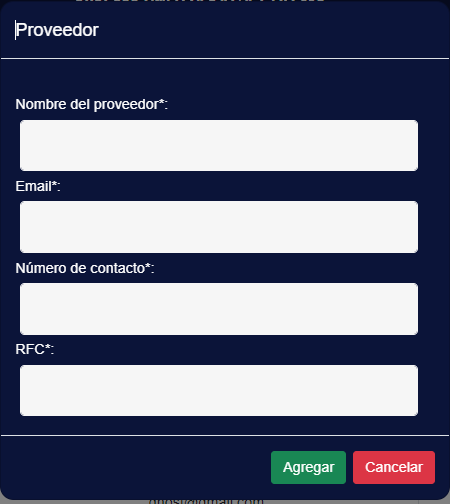 Proveedor
Nombre del proveedor*:
Email*:
Número de contacto*:
RFC*:
Agregar
Cancelar